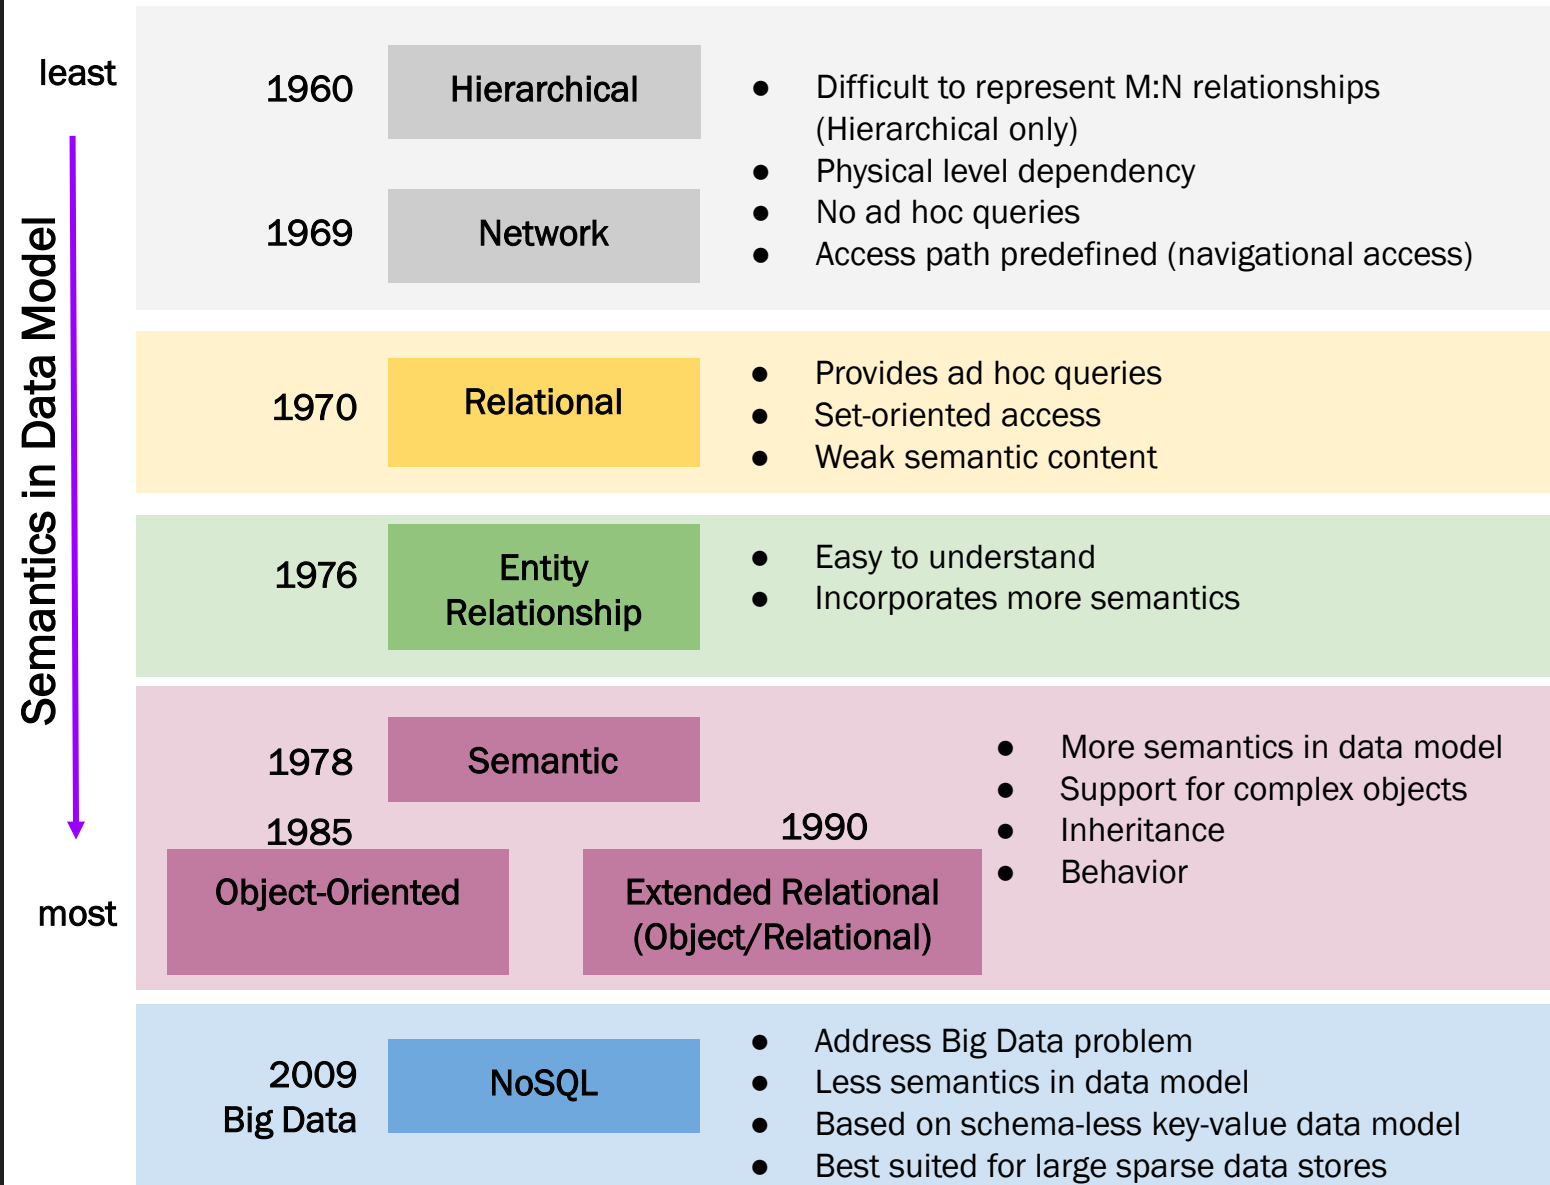 least
Semantics in Data Model
most
1960
Hierarchical
1969
Network
● Difficult to represent M:N relationships
(Hierarchical only)
● Physical level dependency
● No ad hoc queries
● Access path predefined (navigational access)
1970
Relational
● Provides ad hoc queries
● Set-oriented access
● Weak semantic content
1976
Entity
Relationship
● Easy to understand
● Incorporates more semantics
1978
Semantic
1985
Object-Oriented
1990
Extended Relational
(Object/Relational)
● More semantics in data model
● Support for complex objects
● Inheritance
● Behavior
2009
Big Data
NoSQL
● Address Big Data problem
● Less semantics in data model
● Based on schema-less key-value data model
● Best suited for large sparse data stores